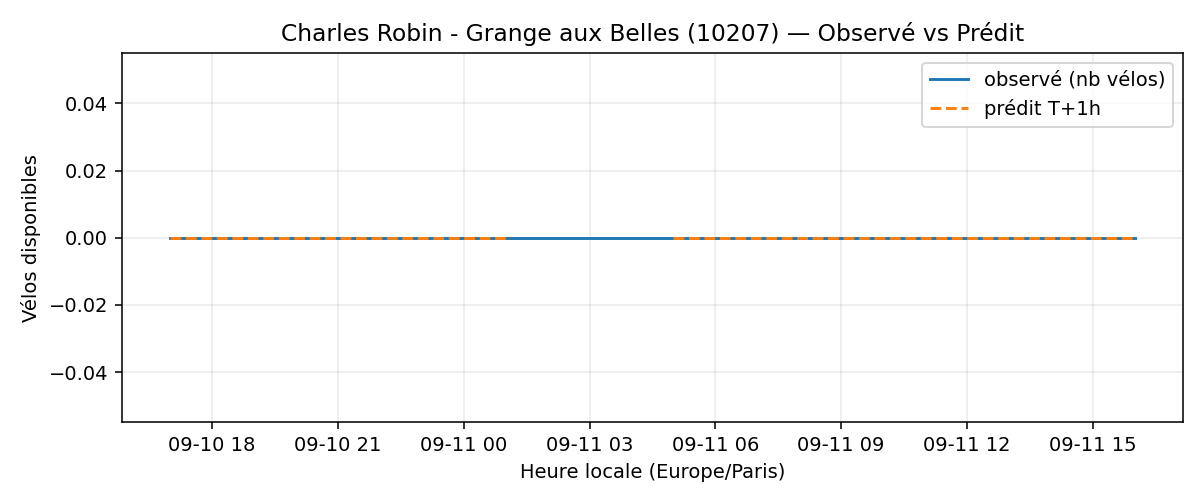 Charles Robin - Grange aux Belles (10207) — Observé vs Prédit
observé (nb vélos)
prédit T+1h
Vélos disponibles
0.04
0.02
0.00
−0.02
−0.04
09-10 18 09-10 21 09-11 00 09-11 03 09-11 06 09-11 09 09-11 12 09-11 15
Heure locale (Europe/Paris)